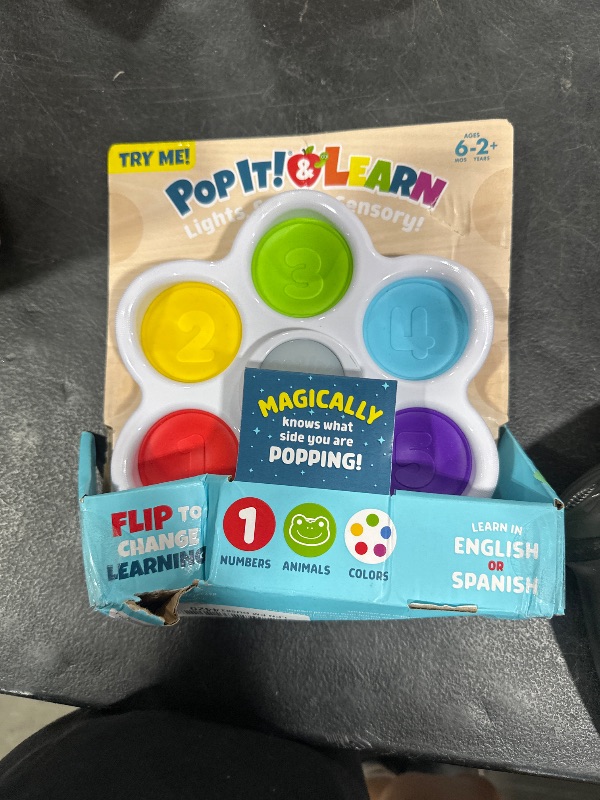 TRY ME!
POP IT!® & LEARN
AGES
6-2+
MOS YEARS
Lights, Sensory!
3
2
4
1
5
MAGICALLY
knows what
side you are
POPPING!
FLIP TO
CHANGE
LEARNING
1
NUMBERS
ANIMALS
COLORS
LEARN IN
ENGLISH
OR
SPANISH